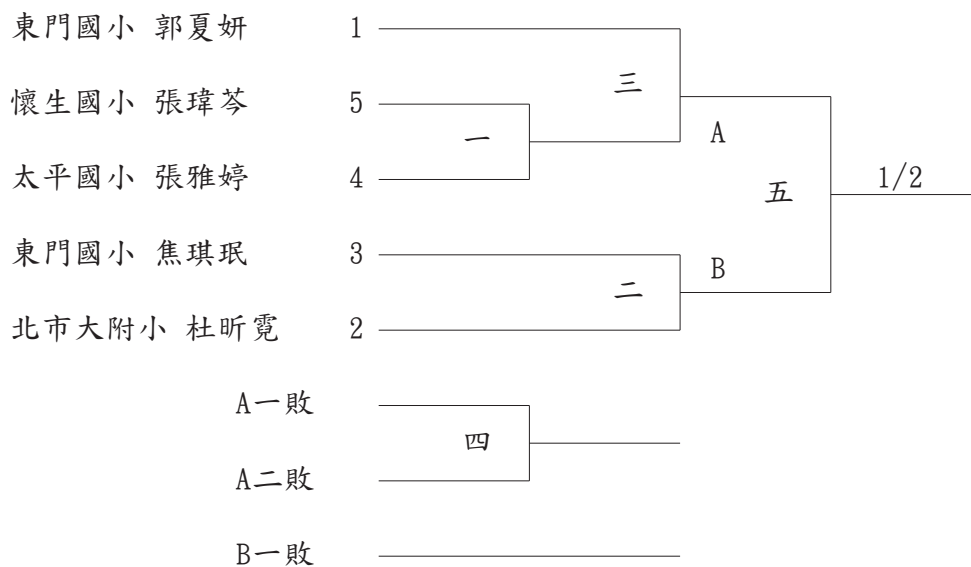 東門國小 郭夏妍 1
三
懷生國小 張瑋芩 5
A
一
太平國小 張雅婷 4
五
1/2
東門國小 焦琪珉 3
B
二
北市大附小 杜昕霓 2
A一敗
四
A二敗
B一敗